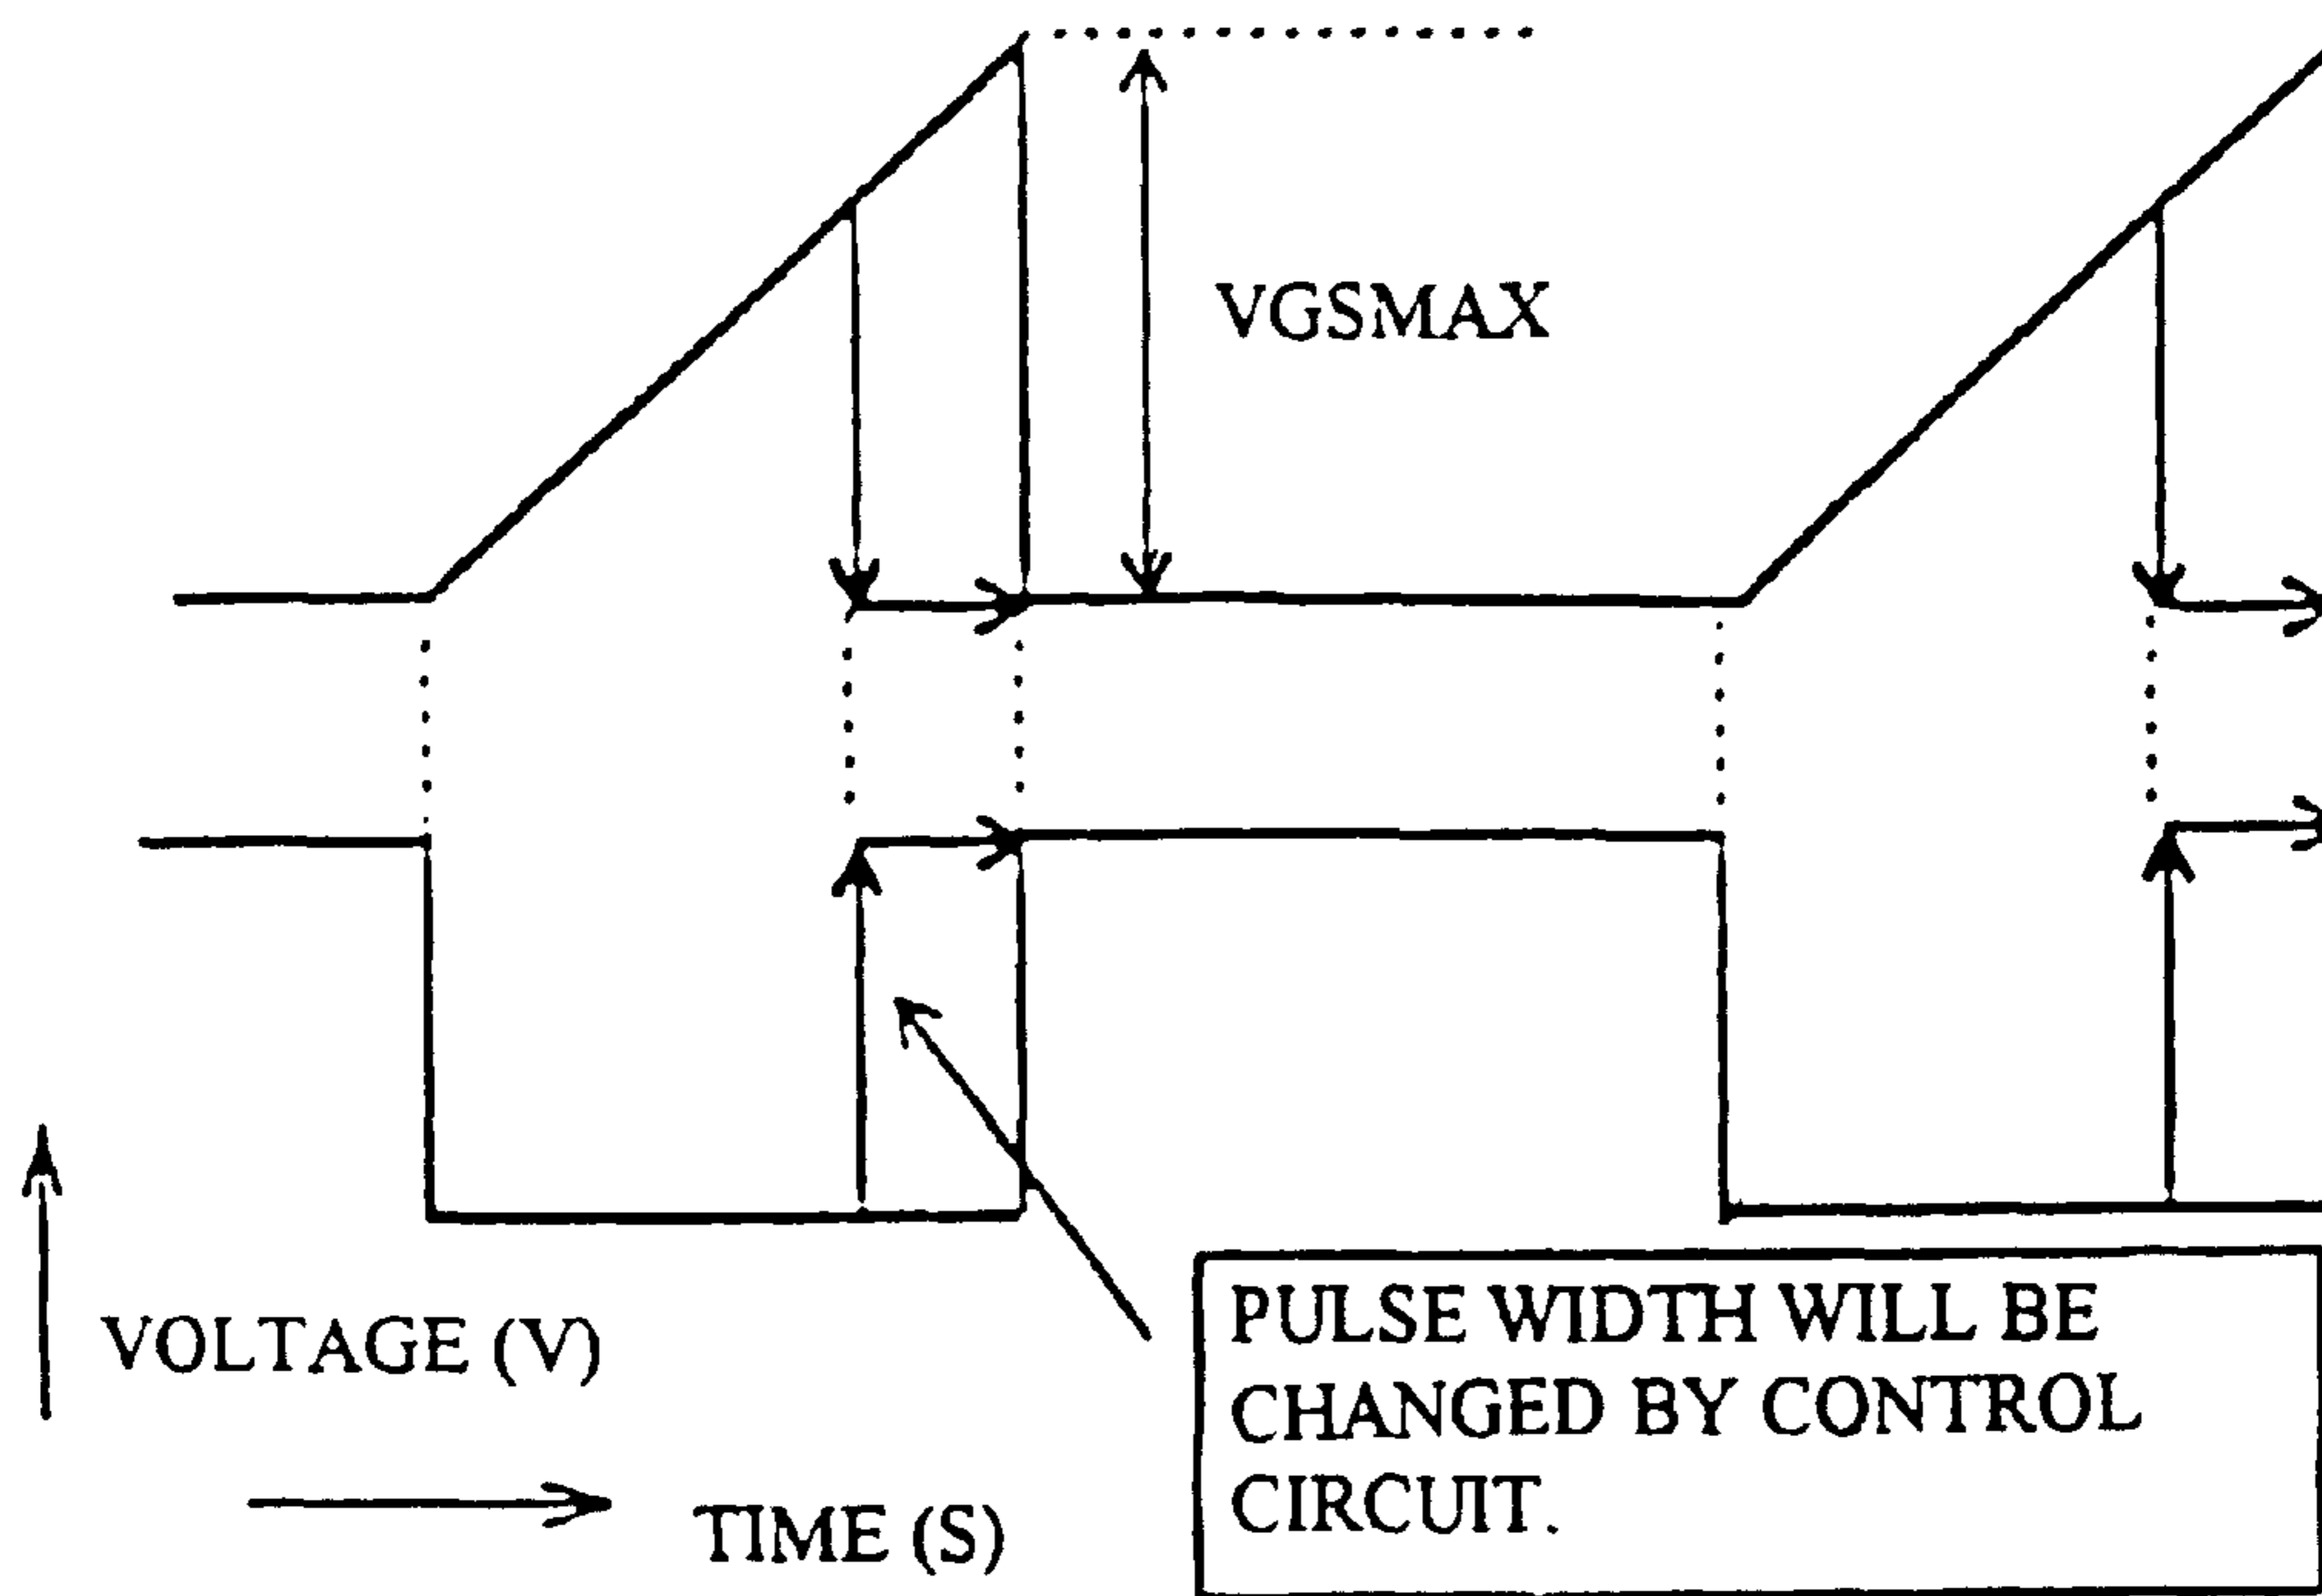 VGSMAX
VOLTAGE (V)
TIME (S)
PULSE WIDTH WILL BE
CHANGED BY CONTROL
CIRCUIT.